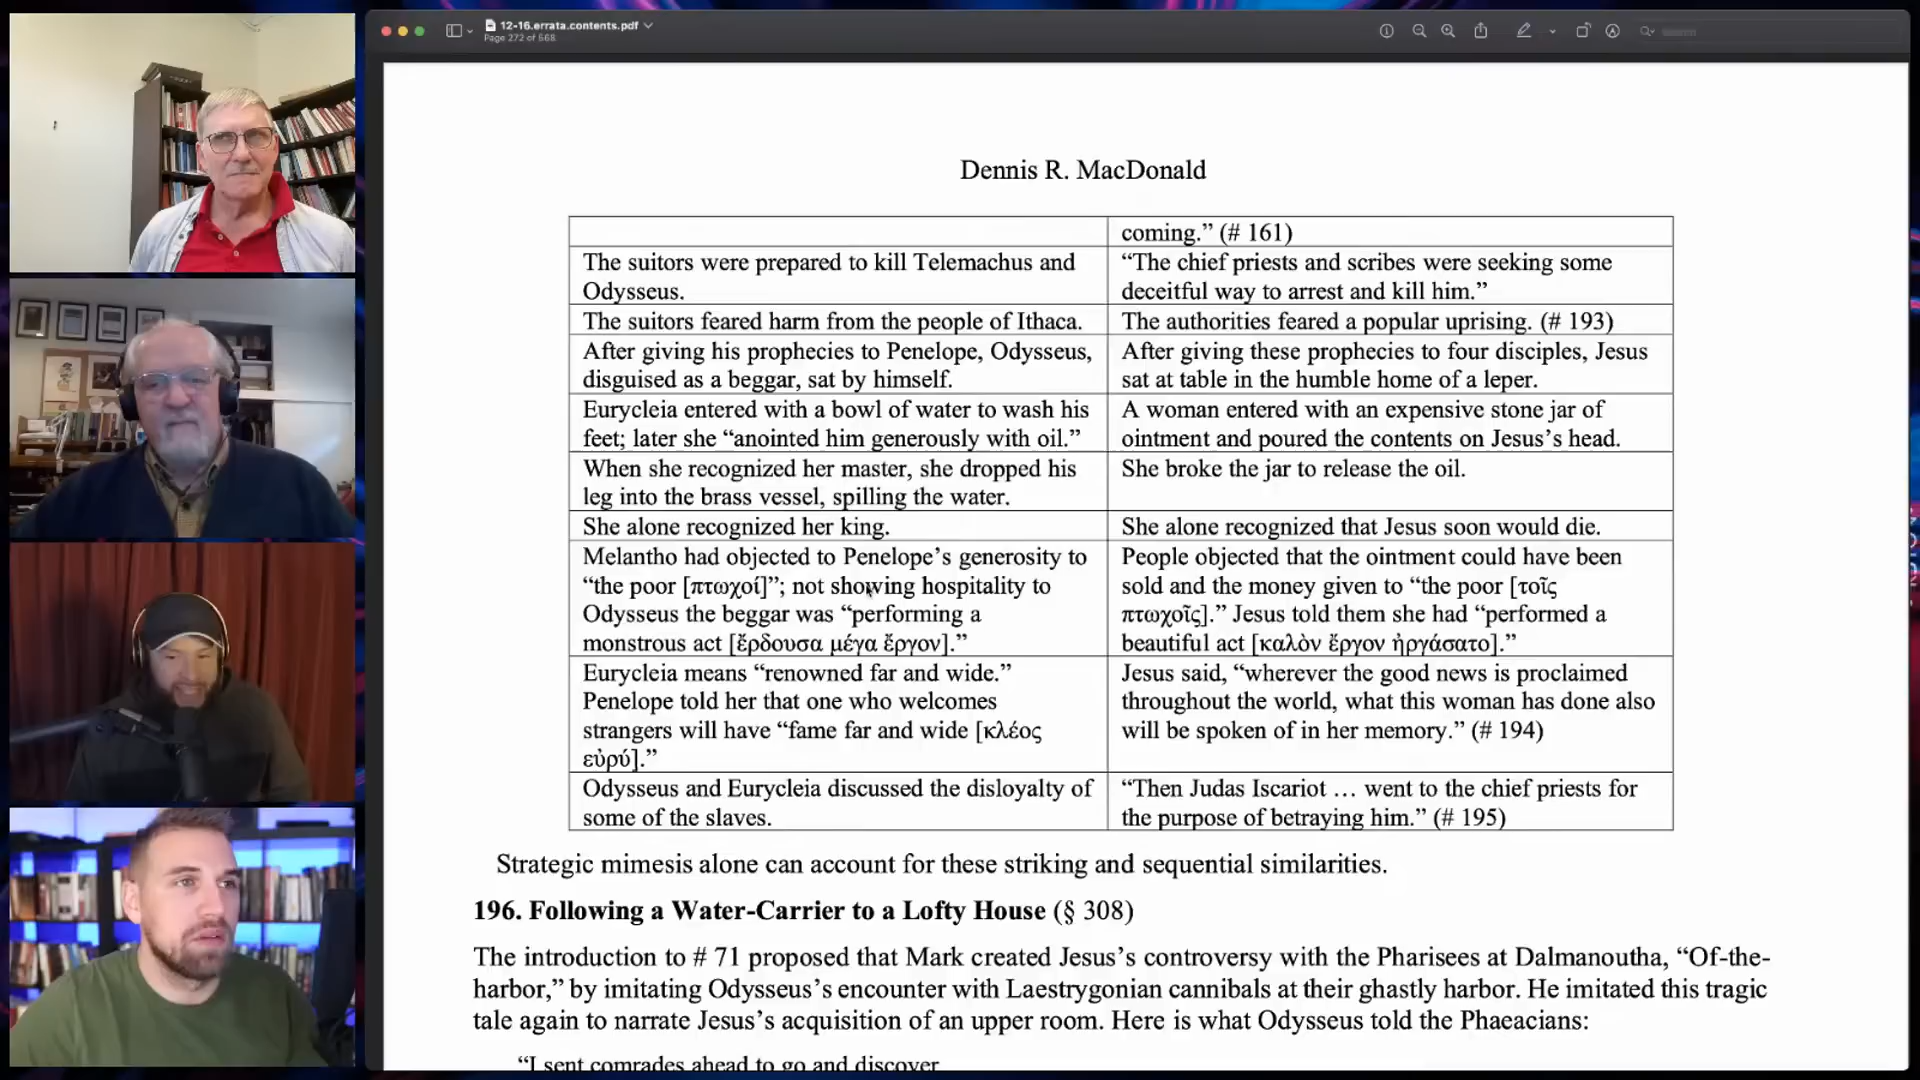 12-16.errata.contents.pdf
Page 272 of 568
Dennis R. MacDonald
coming.” (# 161)
The suitors were prepared to kill Telemachus and
Odysseus.
“The chief priests and scribes were seeking some
deceitful way to arrest and kill him.”
The suitors feared harm from the people of Ithaca.
The authorities feared a popular uprising. (# 193)
After giving his prophecies to Penelope, Odysseus,
disguised as a beggar, sat by himself.
After giving these prophecies to four disciples, Jesus
sat at table in the humble home of a leper.
Eurycleia entered with a bowl of water to wash his
feet; later she “anointed him generously with oil.”
A woman entered with an expensive stone jar of
ointment and poured the contents on Jesus’s head.
When she recognized her master, she dropped his
leg into the brass vessel, spilling the water.
She broke the jar to release the oil.
She alone recognized her king.
She alone recognized that Jesus soon would die.
Melantho had objected to Penelope’s generosity to
“the poor [πτωχοί]”; not showing hospitality to
Odysseus the beggar was “performing a
monstrous act [ἔρδουσα μέγα ἔργον].”
People objected that the ointment could have been
sold and the money given to “the poor [τοῖς
πτωχοῖς].” Jesus told them she had “performed a
beautiful act [καλὸν ἔργον ἠργάσατο].”
Eurycleia means “renowned far and wide.”
Penelope told her that one who welcomes
strangers will have “fame far and wide [κλέος
εὐρύ].”
Jesus said, “wherever the good news is proclaimed
throughout the world, what this woman has done also
will be spoken of in her memory.” (# 194)
Odysseus and Eurycleia discussed the disloyalty of
some of the slaves.
“Then Judas Iscariot … went to the chief priests for
the purpose of betraying him.” (# 195)
Strategic mimesis alone can account for these striking and sequential similarities.
196. Following a Water-Carrier to a Lofty House (§ 308)
The introduction to # 71 proposed that Mark created Jesus’s controversy with the Pharisees at Dalmanoutha, “Of-the-
harbor,” by imitating Odysseus’s encounter with Laestrygonian cannibals at their ghastly harbor. He imitated this tragic
tale again to narrate Jesus’s acquisition of an upper room. Here is what Odysseus told the Phaeacians:
“I sent comrades ahead to go and discover